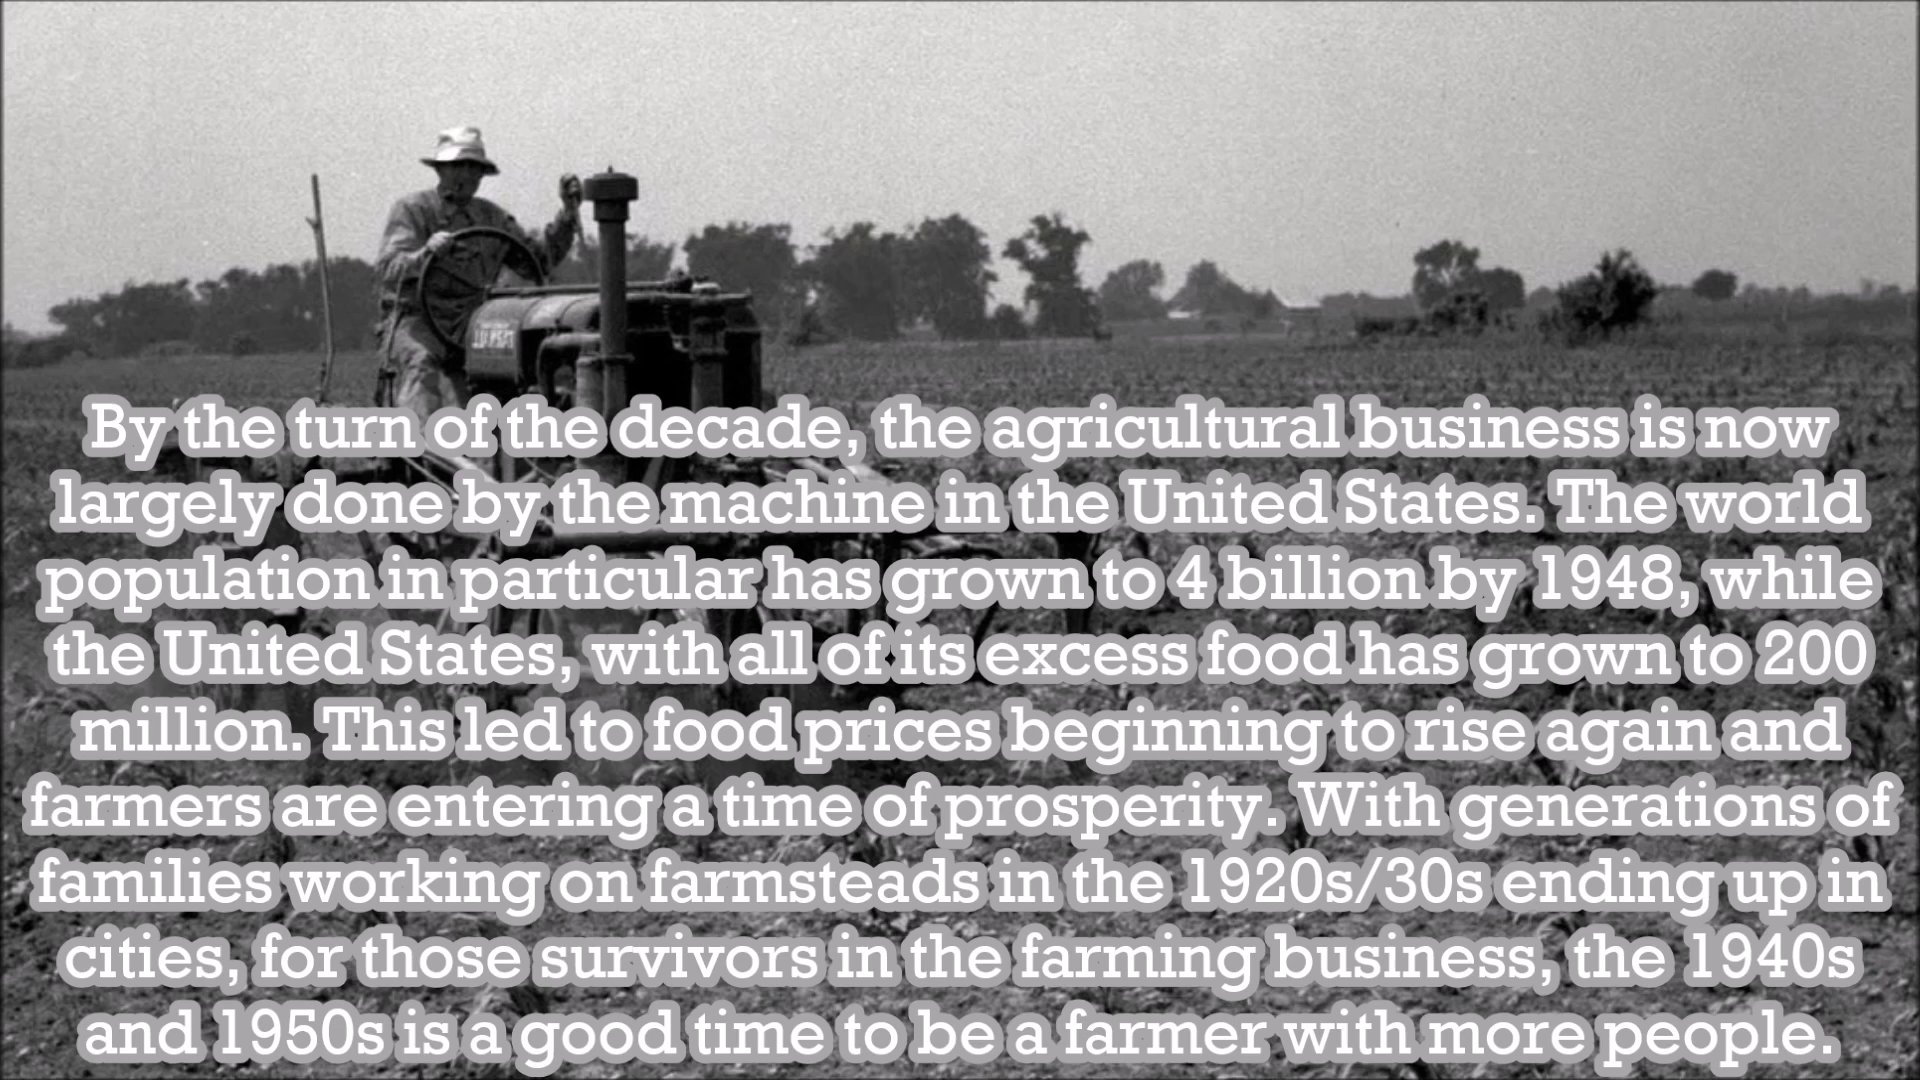 By the turn of the decade, the agricultural business is now
largely done by the machine in the United States. The world
population in particular has grown to 4 billion by 1948, while
the United States, with all of its excess food has grown to 200
million. This led to food prices beginning to rise again and
farmers are entering a time of prosperity. With generations of
families working on farmsteads in the 1920s/30s ending up in
cities, for those survivors in the farming business, the 1940s
and 1950s is a good time to be a farmer with more people.